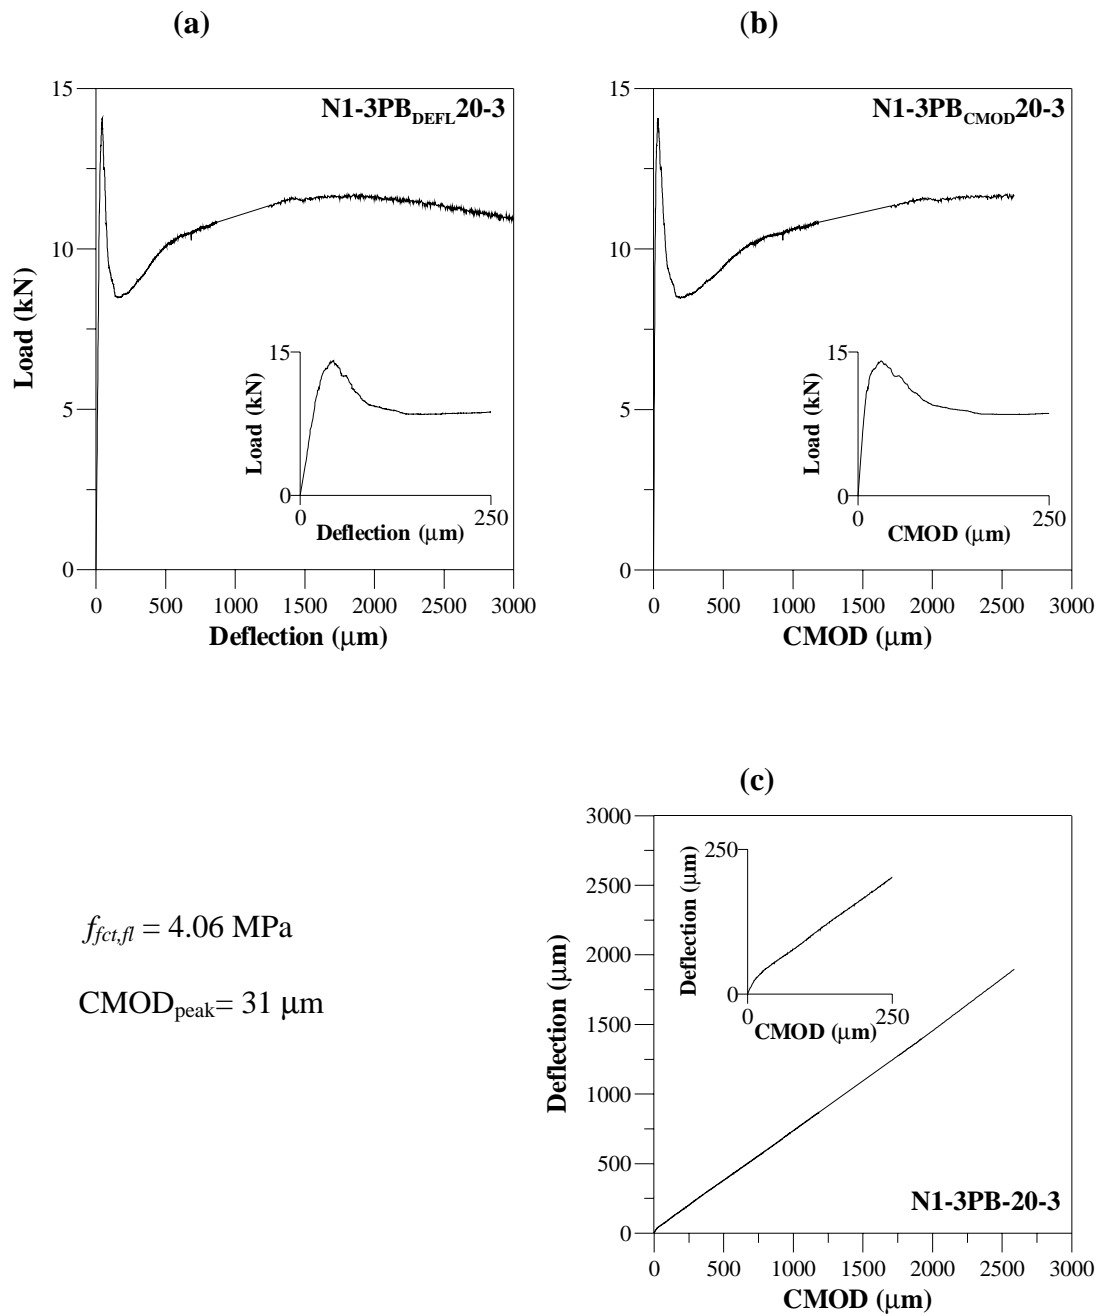 (a)
15
10
5
0
Load (kN)
N1-3PB_DEFL20-3
15
0
Load (kN)
0 250
Deflection (μm)
0 500 1000 1500 2000 2500 3000
Deflection (μm)
(b)
15
10
5
0
Load (kN)
N1-3PB_CMOD20-3
15
0
Load (kN)
0 250
CMOD (μm)
0 500 1000 1500 2000 2500 3000
CMOD (μm)
f_fct,fl = 4.06 MPa
CMOD_peak= 31 μm
(c)
3000
2500
2000
1500
1000
500
0
Deflection (μm)
250
0
Deflection (μm)
0 250
CMOD (μm)
N1-3PB-20-3
0 500 1000 1500 2000 2500 3000
CMOD (μm)